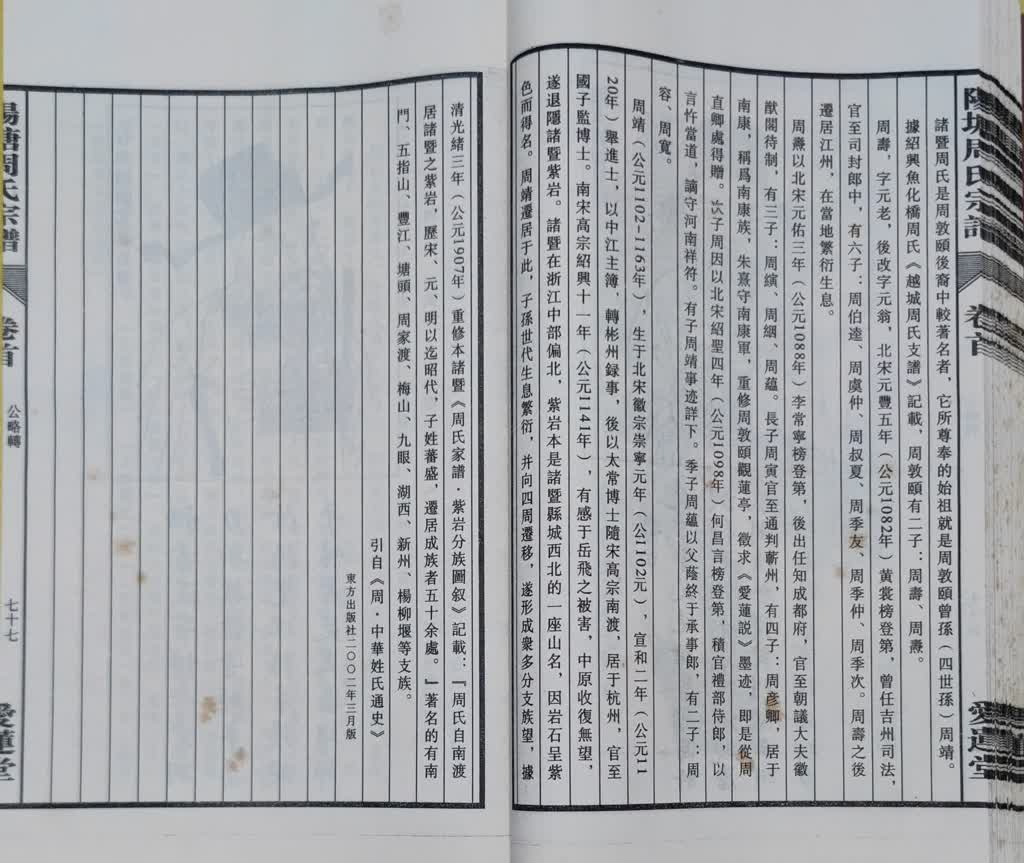 陽塘周氏宗譜 卷首 愛蓮堂
諸暨周氏是周敦頤後裔中較著名者，它所尊奉的始祖就是周敦頤曾孫（四世孫）周靖。
據紹興魚化橋周氏《越城周氏支譜》記載，周敦頤有二子：周壽、周燾。
周壽，字元老，後改字元翁，北宋元豐五年（公元1082年）黃裳榜登第，曾任吉州司法，
官至司封郎中，有六子：周伯逵、周虞仲、周叔夏、周季友、周季仲、周季次。周壽之後
遷居江州，在當地繁衍生息。
周燾以北宋元佑三年（公元1088年）李常寧榜登第，後出任知成都府，官至朝議大夫徽
猷閣待制，有三子：周縯、周絪、周蘊。長子周寅官至通判蘄州，有四子：周彦卿，居于
南康，稱爲南康族，朱熹守南康軍，重修周敦頤觀蓮亭，徵求《愛蓮説》墨迹，即是從周
直卿處得贈。次子周因以北宋紹聖四年（公元1098年）何昌言榜登第，積官禮部侍郎，以
言忤當道，謫守河南祥符。有子周靖事迹詳下。季子周蘊以父蔭終于承事郎，有二子：周
容、周寬。
周靖（公元1102-1163年），生于北宋徽宗崇寧元年（公1102元），宣和二年（公元11
20年）舉進士，以中江主簿、轉彬州録事，後以太常博士隨宋高宗南渡，居于杭州，官至
國子監博士。南宋高宗紹興十一年（公元1141年），有感于岳飛之被害，中原收復無望，
遂退隱諸暨紫岩。諸暨在浙江中部偏北，紫岩本是諸暨縣城西北的一座山名，因岩石呈紫
色而得名。周靖遷居于此，子孫世代生息繁衍，并向四周遷移，遂形成衆多分支族望，據
清光緒三年（公元1907年）重修本諸暨《周氏家譜·紫岩分族圖叙》記載：『周氏自南渡
居諸暨之紫岩，歷宋、元、明以迄昭代，子姓蕃盛，遷居成族者五十余處。』著名的有南
門、五指山、豐江、塘頭、周家渡、梅山、九眼、湖西、新州、楊柳堰等支族。
引自《周·中華姓氏通史》
東方出版社二〇〇二年三月版
陽塘周氏宗譜 卷首 公略轉 七十七 愛蓮堂